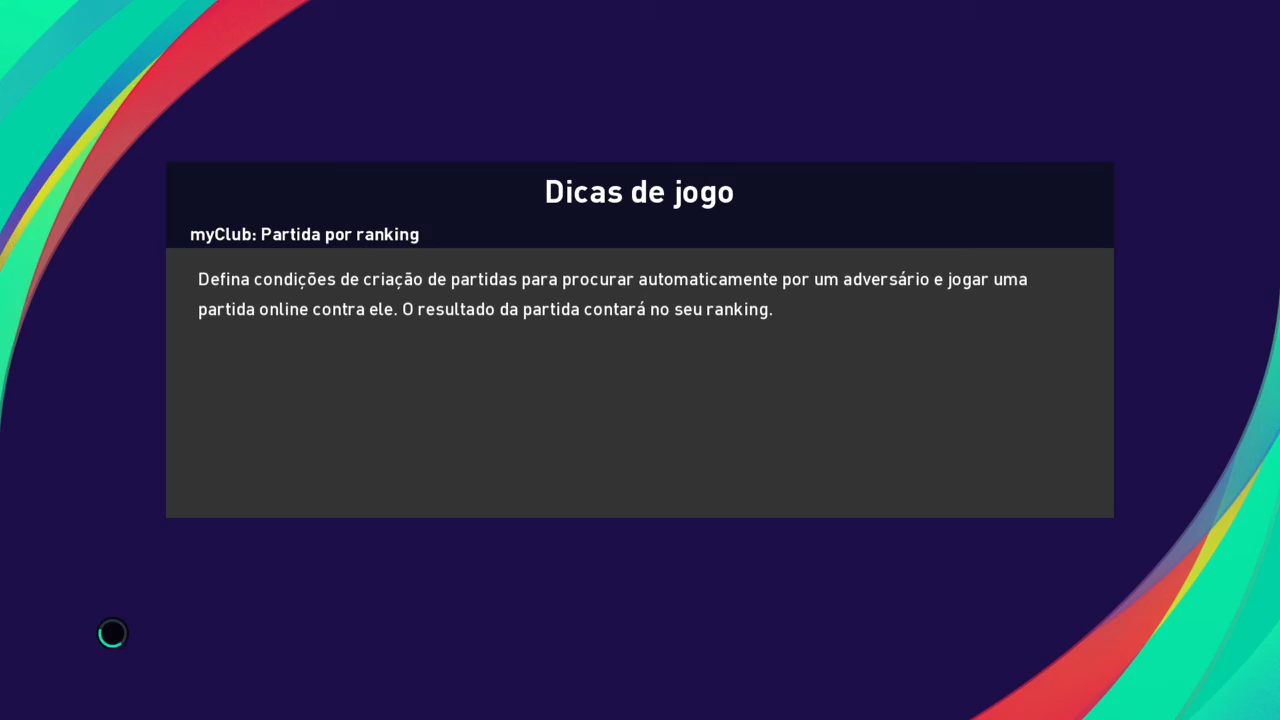 Dicas de jogo
myClub: Partida por ranking
Defina condições de criação de partidas para procurar automaticamente por um adversário e jogar uma
partida online contra ele. O resultado da partida contará no seu ranking.